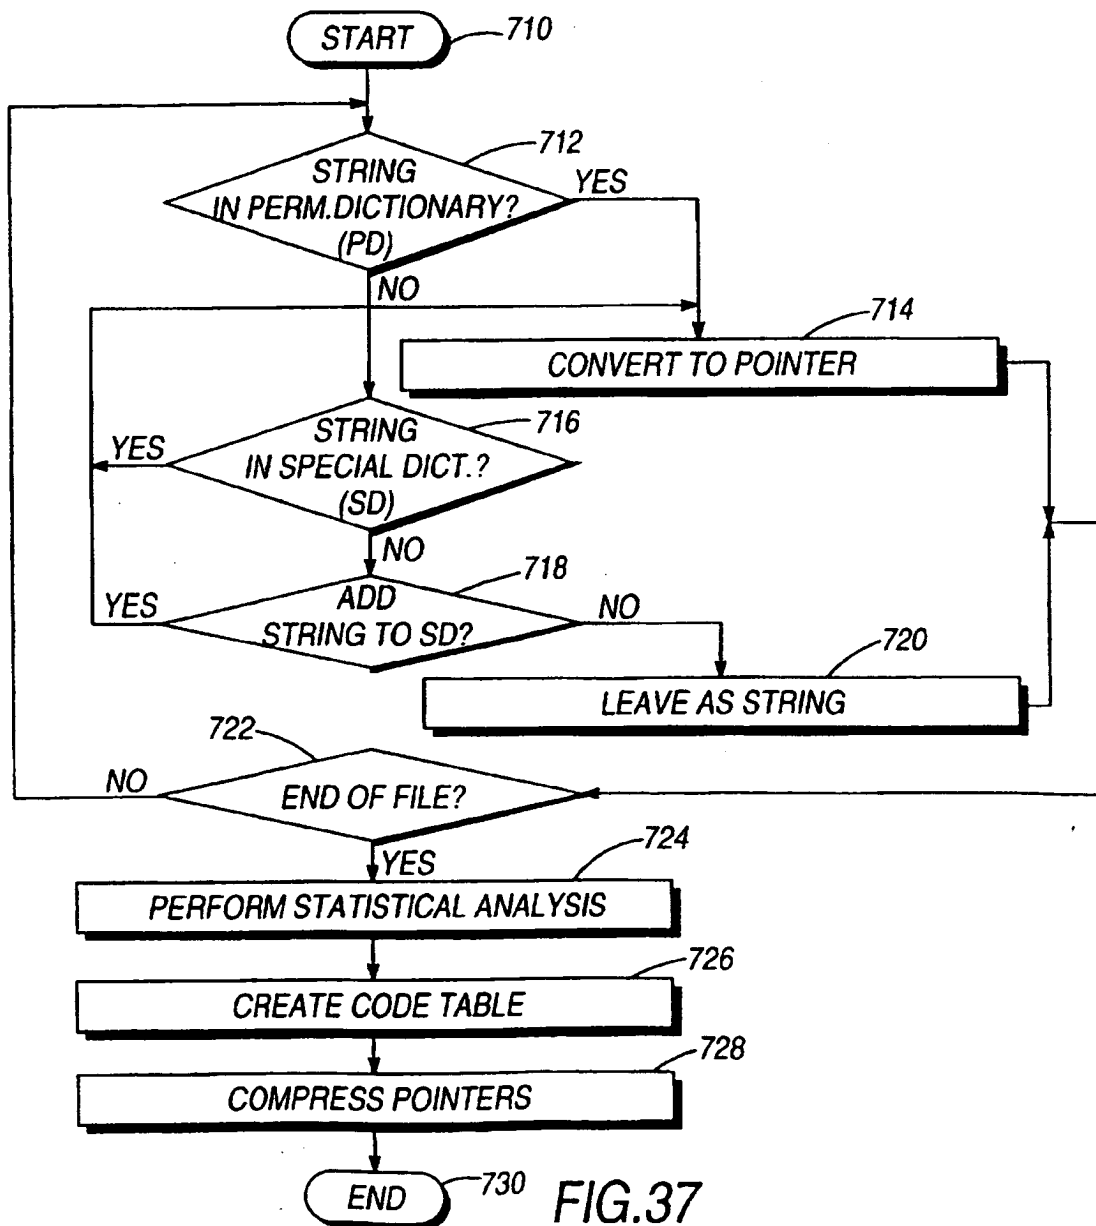 START
710
712
STRING
IN PERM.DICTIONARY?
(PD)
YES
NO
714
CONVERT TO POINTER
716
STRING
IN SPECIAL DICT.?
(SD)
YES
NO
718
ADD
STRING TO SD?
YES
NO
720
LEAVE AS STRING
722
END OF FILE?
NO
YES
724
PERFORM STATISTICAL ANALYSIS
726
CREATE CODE TABLE
728
COMPRESS POINTERS
END
730
FIG.37